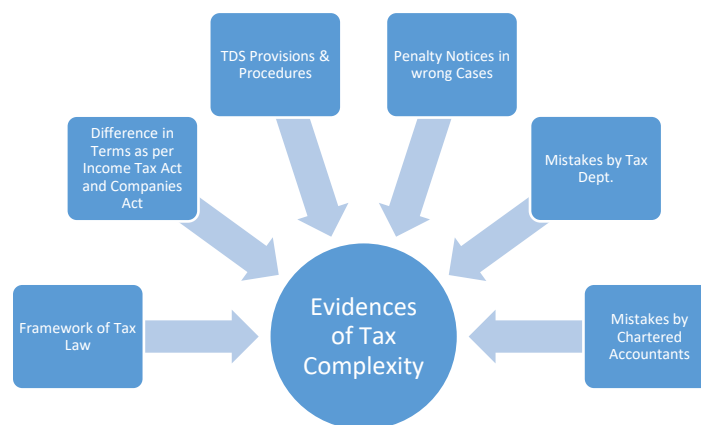 TDS Provisions &
Procedures
Penalty Notices in
wrong Cases
Difference in
Terms as per
Income Tax Act
and Companies
Act
Mistakes by Tax
Dept.
Framework of Tax
Law
Evidences
of Tax
Complexity
Mistakes by
Chartered
Accountants